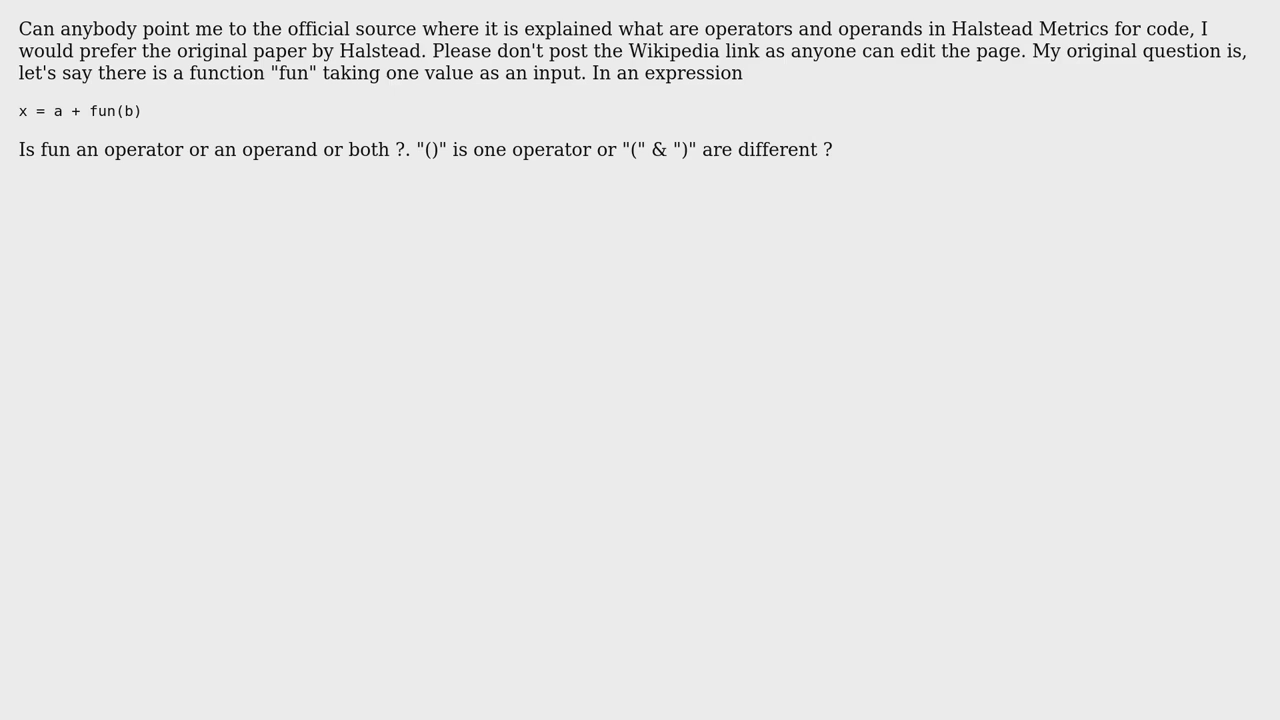 Can anybody point me to the official source where it is explained what are operators and operands in Halstead Metrics for code, I
would prefer the original paper by Halstead. Please don't post the Wikipedia link as anyone can edit the page. My original question is,
let's say there is a function "fun" taking one value as an input. In an expression
x = a + fun(b)
Is fun an operator or an operand or both ?. "()" is one operator or "(" & ")" are different ?